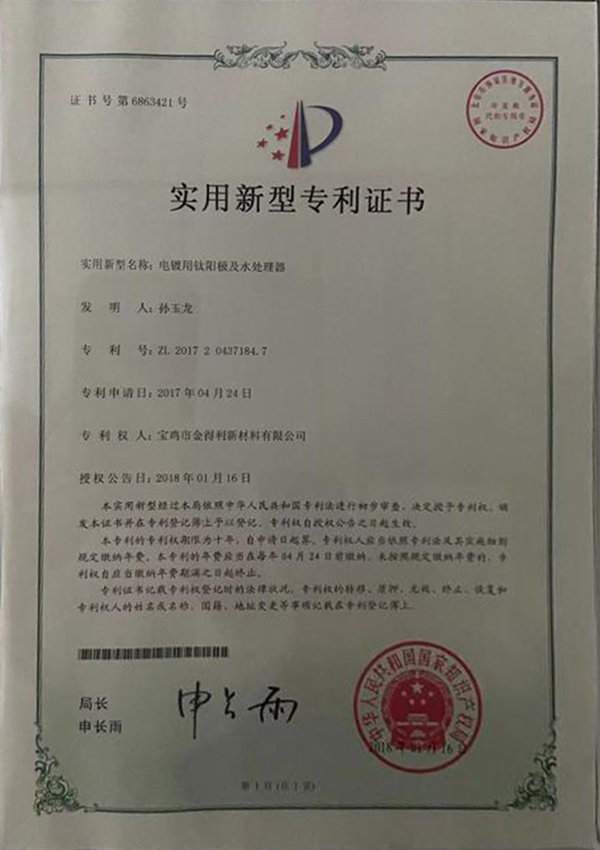 证书号第6863421号
实用新型专利证书
实用新型名称：电镀用钛阳极及水处理器
发明人：孙玉龙
专利号：ZL 2017 2 0437184.7
专利申请日：2017年04月24日
专利权人：宝鸡市金得利新材料有限公司
授权公告日：2018年01月16日
本实用新型经过本局依照中华人民共和国专利法进行初步审查，决定授予专利权，颁
发本证书并在专利登记簿上予以登记。专利权自授权公告之日起生效。
本专利的专利权期限为十年，自申请日起算。专利权人应当依照专利法及其实施细则
规定缴纳年费。本专利的年费应当在每年04月24日前缴纳。未按照规定缴纳年费的，专
利权自应当缴纳年费期满之日起终止。
专利证书记载专利权登记时的法律状况。专利权的转移、质押、无效、终止、恢复和
专利权人的姓名或名称、国籍、地址变更等事项记载在专利登记簿上。
局长
申长雨
申长雨
中华人民共和国国家知识产权局
2018年01月16日
第1页(共1页)